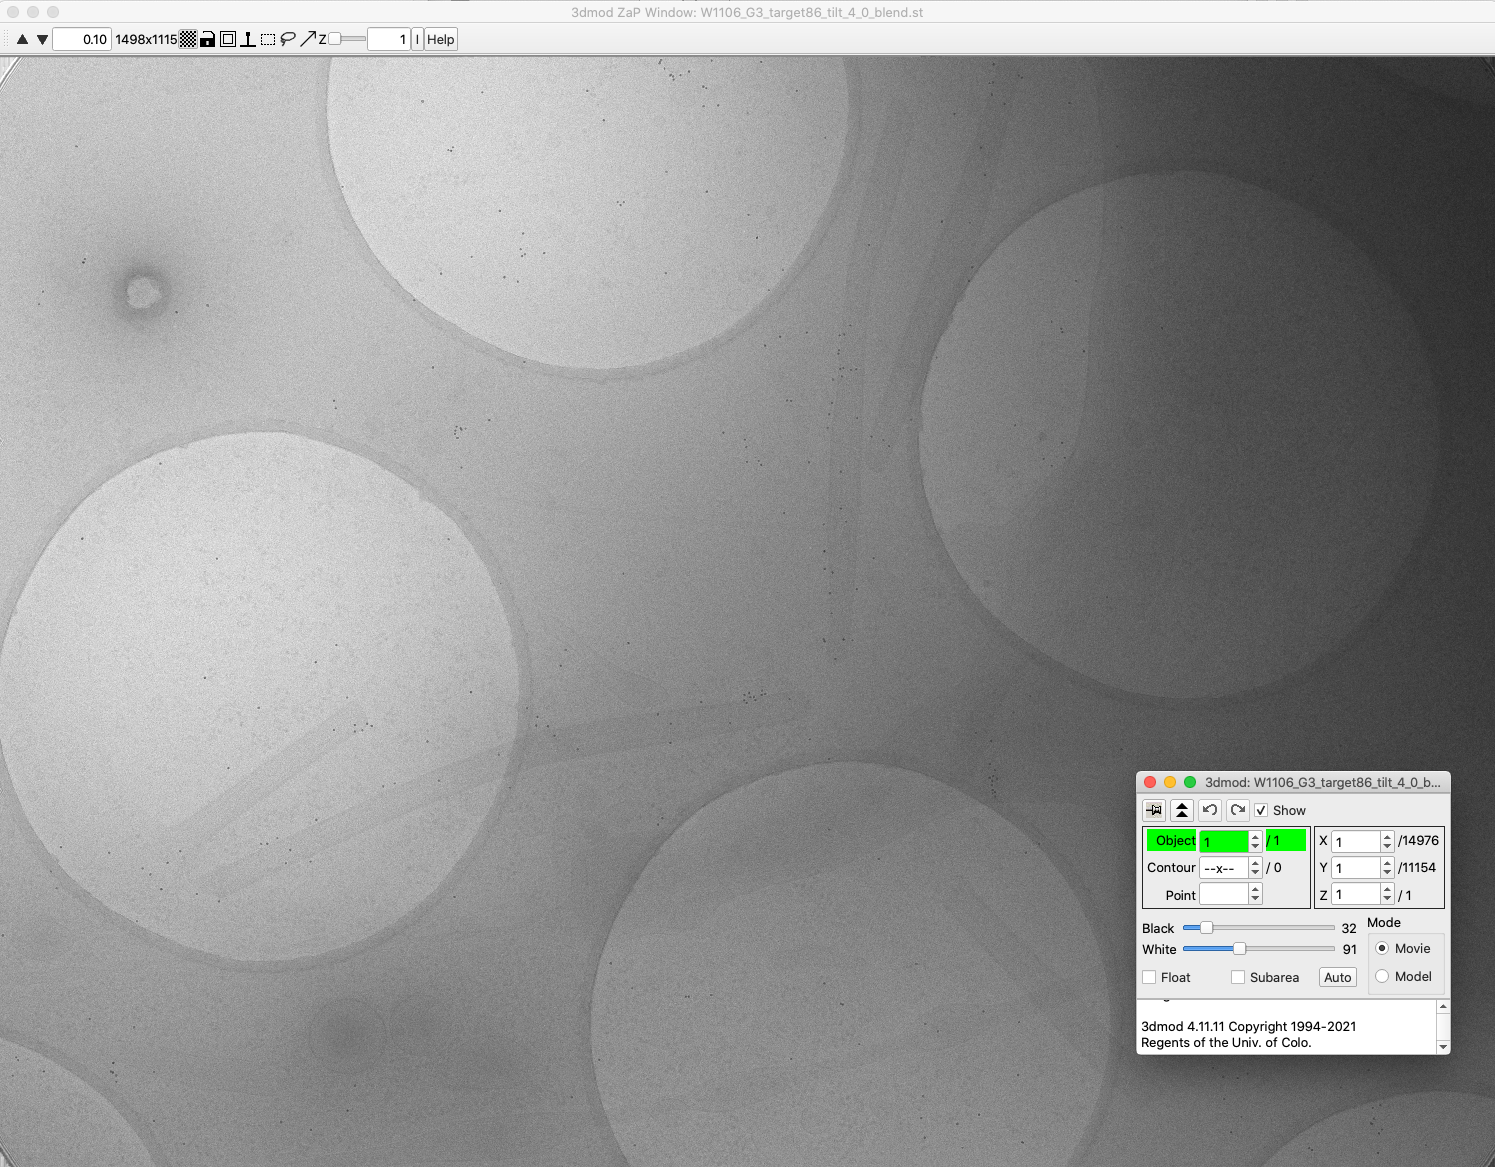 3dmod ZaP Window: W1106_G3_target86_tilt_4_0_blend.st
0.10 1498x1115 Z 1 I Help
3dmod: W1106_G3_target86_tilt_4_0_b...
Show
Object 1 / 1 X 1 /14976
Contour --x-- / 0 Y 1 /11154
Point Z 1 / 1
Black 32 Mode
White 91 Movie
Float Subarea Auto Model
3dmod 4.11.11 Copyright 1994-2021
Regents of the Univ. of Colo.